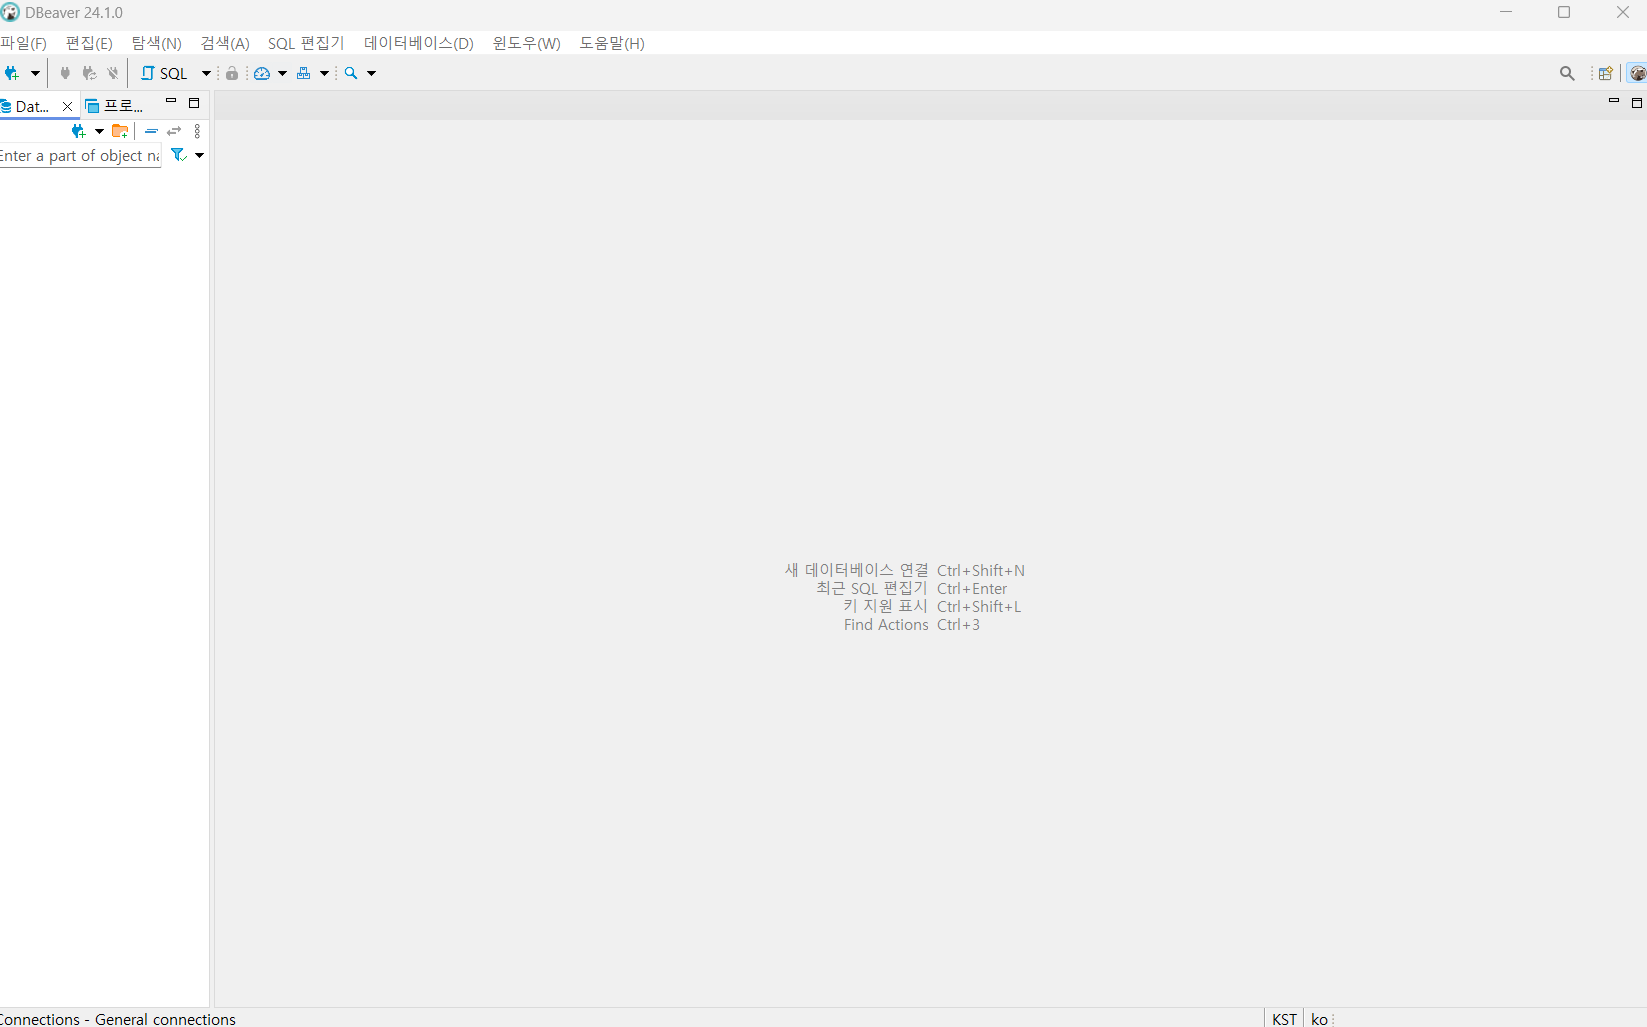 DBeaver 24.1.0
파일(F) 편집(E) 탐색(N) 검색(A) SQL 편집기 데이터베이스(D) 윈도우(W) 도움말(H)
SQL
Dat... 프로...
Enter a part of object na
새 데이터베이스 연결 Ctrl+Shift+N
최근 SQL 편집기 Ctrl+Enter
키 지원 표시 Ctrl+Shift+L
Find Actions Ctrl+3
Connections - General connections KST ko